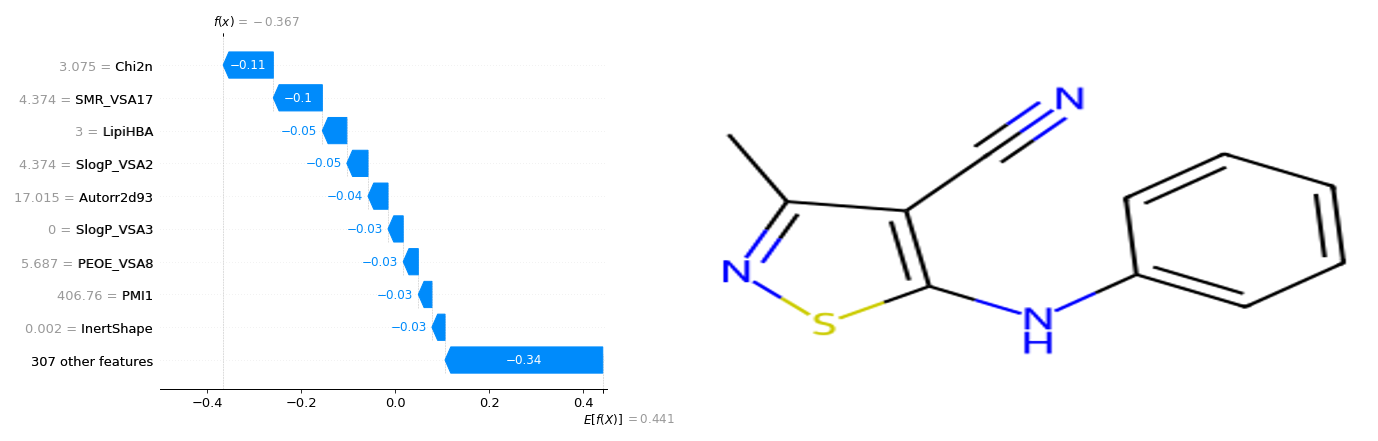 f(x) = −0.367
3.075 = Chi2n −0.11
4.374 = SMR_VSA17 −0.1
3 = LipiHBA −0.05
4.374 = SlogP_VSA2 −0.05
17.015 = Autorr2d93 −0.04
0 = SlogP_VSA3 −0.03
5.687 = PEOE_VSA8 −0.03
406.76 = PMI1 −0.03
0.002 = InertShape −0.03
307 other features −0.34
−0.4 −0.2 0.0 0.2 0.4
E[f(X)] = 0.441
N
N
S
N
H